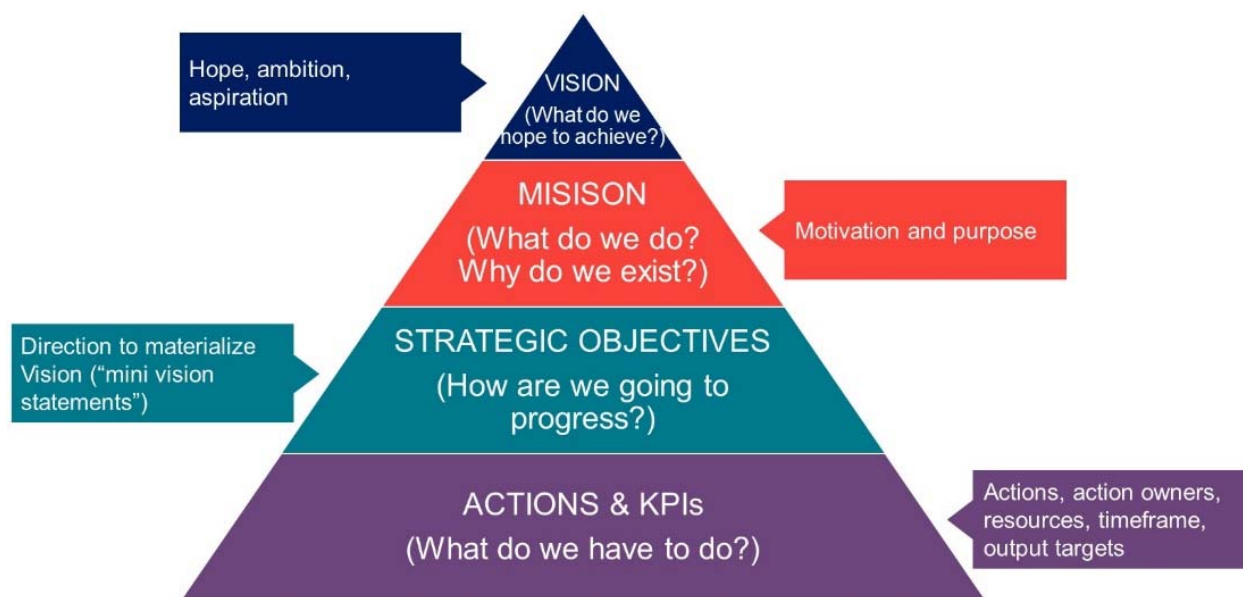 Hope, ambition,
aspiration
VISION
(What do we
hope to achieve?)
MISISON
(What do we do?
Why do we exist?)
Motivation and purpose
Direction to materialize
Vision (“mini vision
statements”)
STRATEGIC OBJECTIVES
(How are we going to
progress?)
ACTIONS & KPIs
(What do we have to do?)
Actions, action owners,
resources, timeframe,
output targets